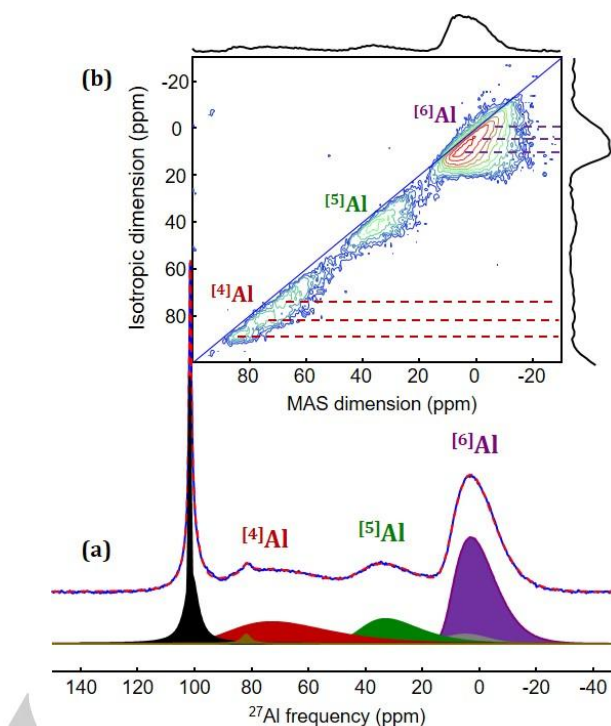 (b)
-20
0
20
40
60
80
Isotropic dimension (ppm)
[6]Al
[5]Al
[4]Al
80 60 40 20 0 -20
MAS dimension (ppm)
[6]Al
(a)
[4]Al
[5]Al
140 120 100 80 60 40 20 0 -20 -40
27Al frequency (ppm)